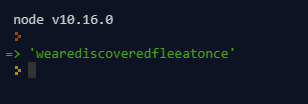 node v10.16.0
>
=> 'wearediscoveredfleeatonce'
>